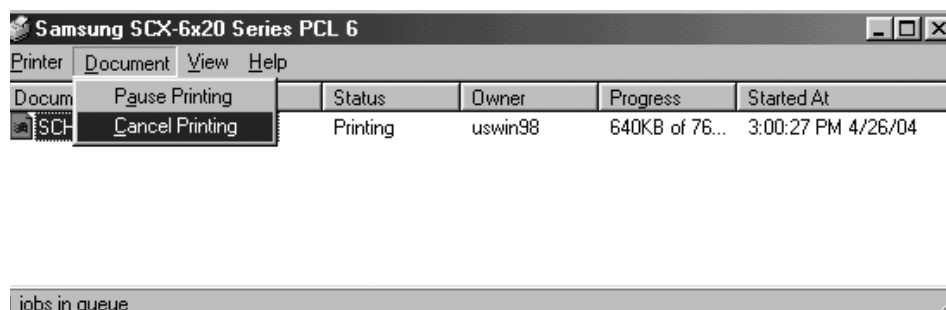 Samsung SCX-6x20 Series PCL 6
Printer Document View Help
Docum Status Owner Progress Started At
Pause Printing
SCH Printing uswin98 640KB of 76... 3:00:27 PM 4/26/04
Cancel Printing
jobs in queue